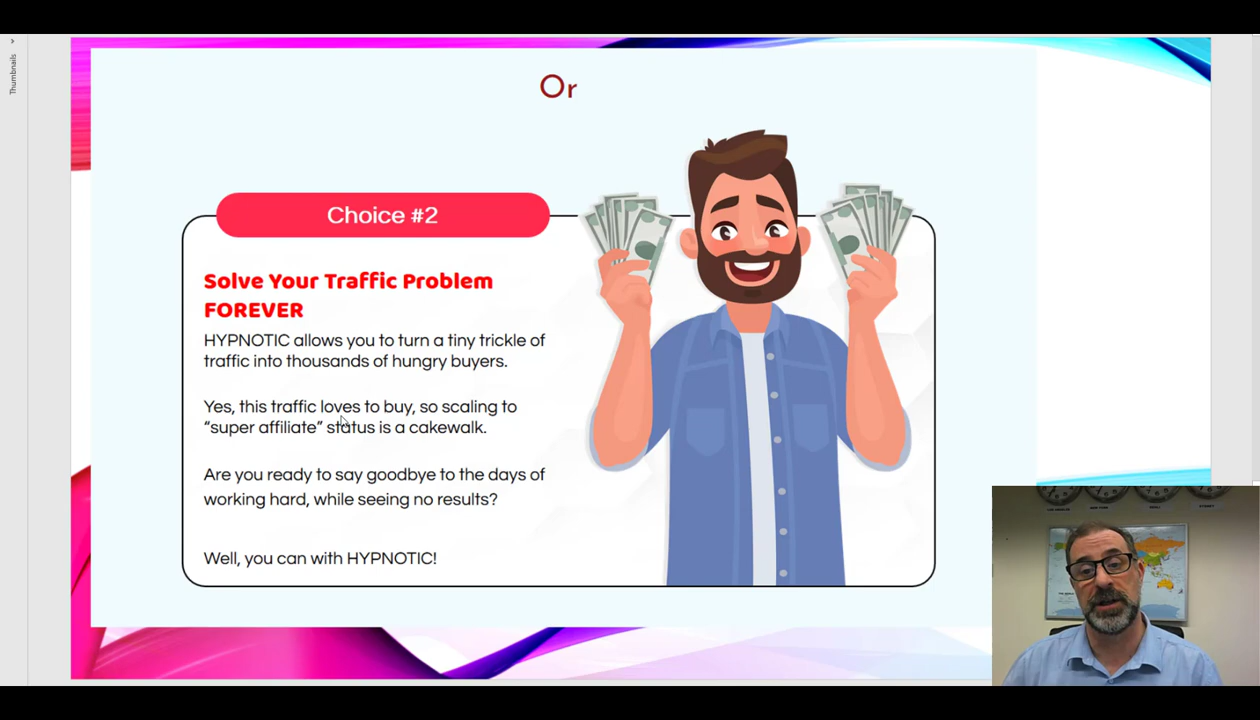 Thumbnails
Or
Choice #2
Solve Your Traffic Problem
FOREVER
HYPNOTIC allows you to turn a tiny trickle of
traffic into thousands of hungry buyers.
Yes, this traffic loves to buy, so scaling to
“super affiliate” status is a cakewalk.
Are you ready to say goodbye to the days of
working hard, while seeing no results?
Well, you can with HYPNOTIC!